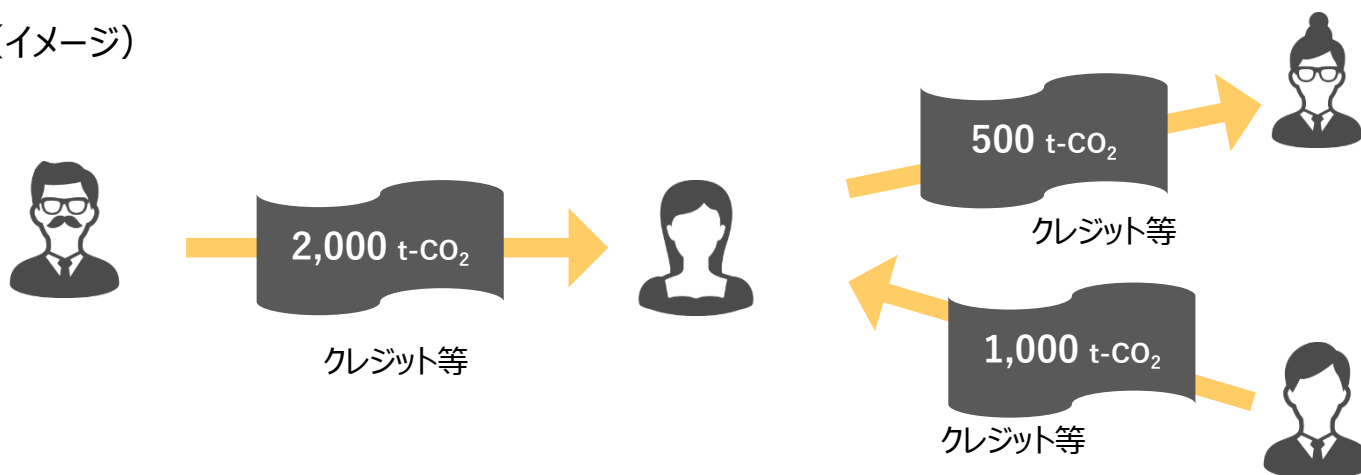 (イメージ)
500 t-CO₂
クレジット等
2,000 t-CO₂
クレジット等
1,000 t-CO₂
クレジット等